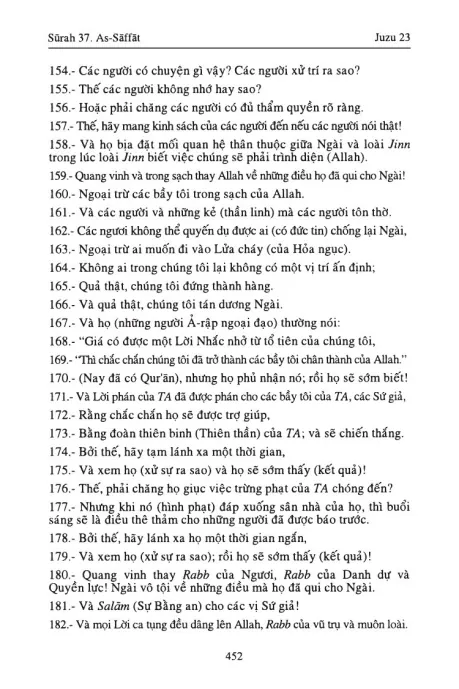 Sūrah 37. As-Sāffāt
Juzu 23
154.- Các người có chuyện gì vậy? Các người xử trí ra sao?
155.- Thế các người không nhớ hay sao?
156.- Hoặc phải chăng các người có đủ thẩm quyền rõ ràng.
157.- Thế, hãy mang kinh sách của các người đến nếu các người nói thật!
158.- Và họ bịa đặt mối quan hệ thân thuộc giữa Ngài và loài Jinn
trong lúc loài Jinn biết việc chúng sẽ phải trình diện (Allah).
159.- Quang vinh và trong sạch thay Allah về những điều họ đã qui cho Ngài!
160.- Ngoại trừ các bầy tôi trong sạch của Allah.
161.- Và các người và những kẻ (thần linh) mà các người tôn thờ.
162.- Các ngươi không thể quyến dụ được ai (có đức tin) chống lại Ngài,
163.- Ngoại trừ ai muốn đi vào Lửa cháy (của Hỏa ngục).
164.- Không ai trong chúng tôi lại không có một vị trí ấn định;
165.- Quả thật, chúng tôi đứng thành hàng.
166.- Và quả thật, chúng tôi tán dương Ngài.
167.- Và họ (những người Ả-rập ngoại đạo) thường nói:
168.- “Giá có được một Lời Nhắc nhở từ tổ tiên của chúng tôi,
169.- “Thì chắc chắn chúng tôi đã trở thành các bầy tôi chân thành của Allah.”
170.- (Nay đã có Qur'ān), nhưng họ phủ nhận nó; rồi họ sẽ sớm biết!
171.- Và Lời phán của TA đã được phán cho các bầy tôi của TA, các Sứ giả,
172.- Rằng chắc chắn họ sẽ được trợ giúp,
173.- Bằng đoàn thiên binh (Thiên thần) của TA; và sẽ chiến thắng.
174.- Bởi thế, hãy tạm lánh xa một thời gian,
175.- Và xem họ (xử sự ra sao) và họ sẽ sớm thấy (kết quả)!
176.- Thế, phải chăng họ giục việc trừng phạt của TA chóng đến?
177.- Nhưng khi nó (hình phạt) đáp xuống sân nhà của họ, thì buổi
sáng sẽ là điều thê thảm cho những người đã được báo trước.
178.- Bởi thế, hãy lánh xa họ một thời gian ngắn,
179.- Và xem họ (xử sự ra sao); rồi họ sẽ sớm thấy (kết quả)!
180.- Quang vinh thay Rabb của Ngươi, Rabb của Danh dự và
Quyền lực! Ngài vô tội về những điều mà họ đã qui cho Ngài.
181.- Và Salām (Sự Bằng an) cho các vị Sứ giả!
182.- Và mọi Lời ca tụng đều dâng lên Allah, Rabb của vũ trụ và muôn loài.
452